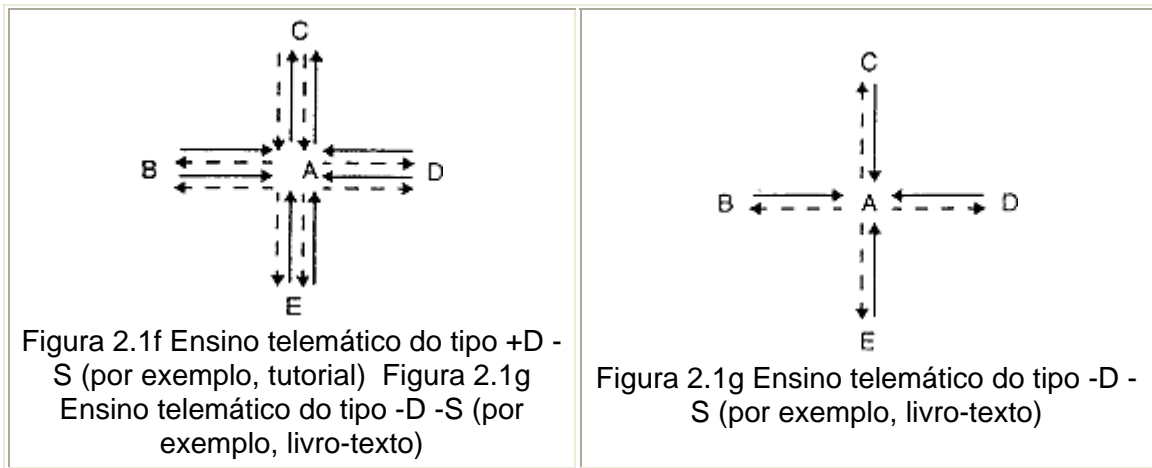 C
B A D
E
Figura 2.1f Ensino telemático do tipo +D -
S (por exemplo, tutorial) Figura 2.1g
Ensino telemático do tipo -D -S (por
exemplo, livro-texto)
C
B A D
E
Figura 2.1g Ensino telemático do tipo -D -
S (por exemplo, livro-texto)